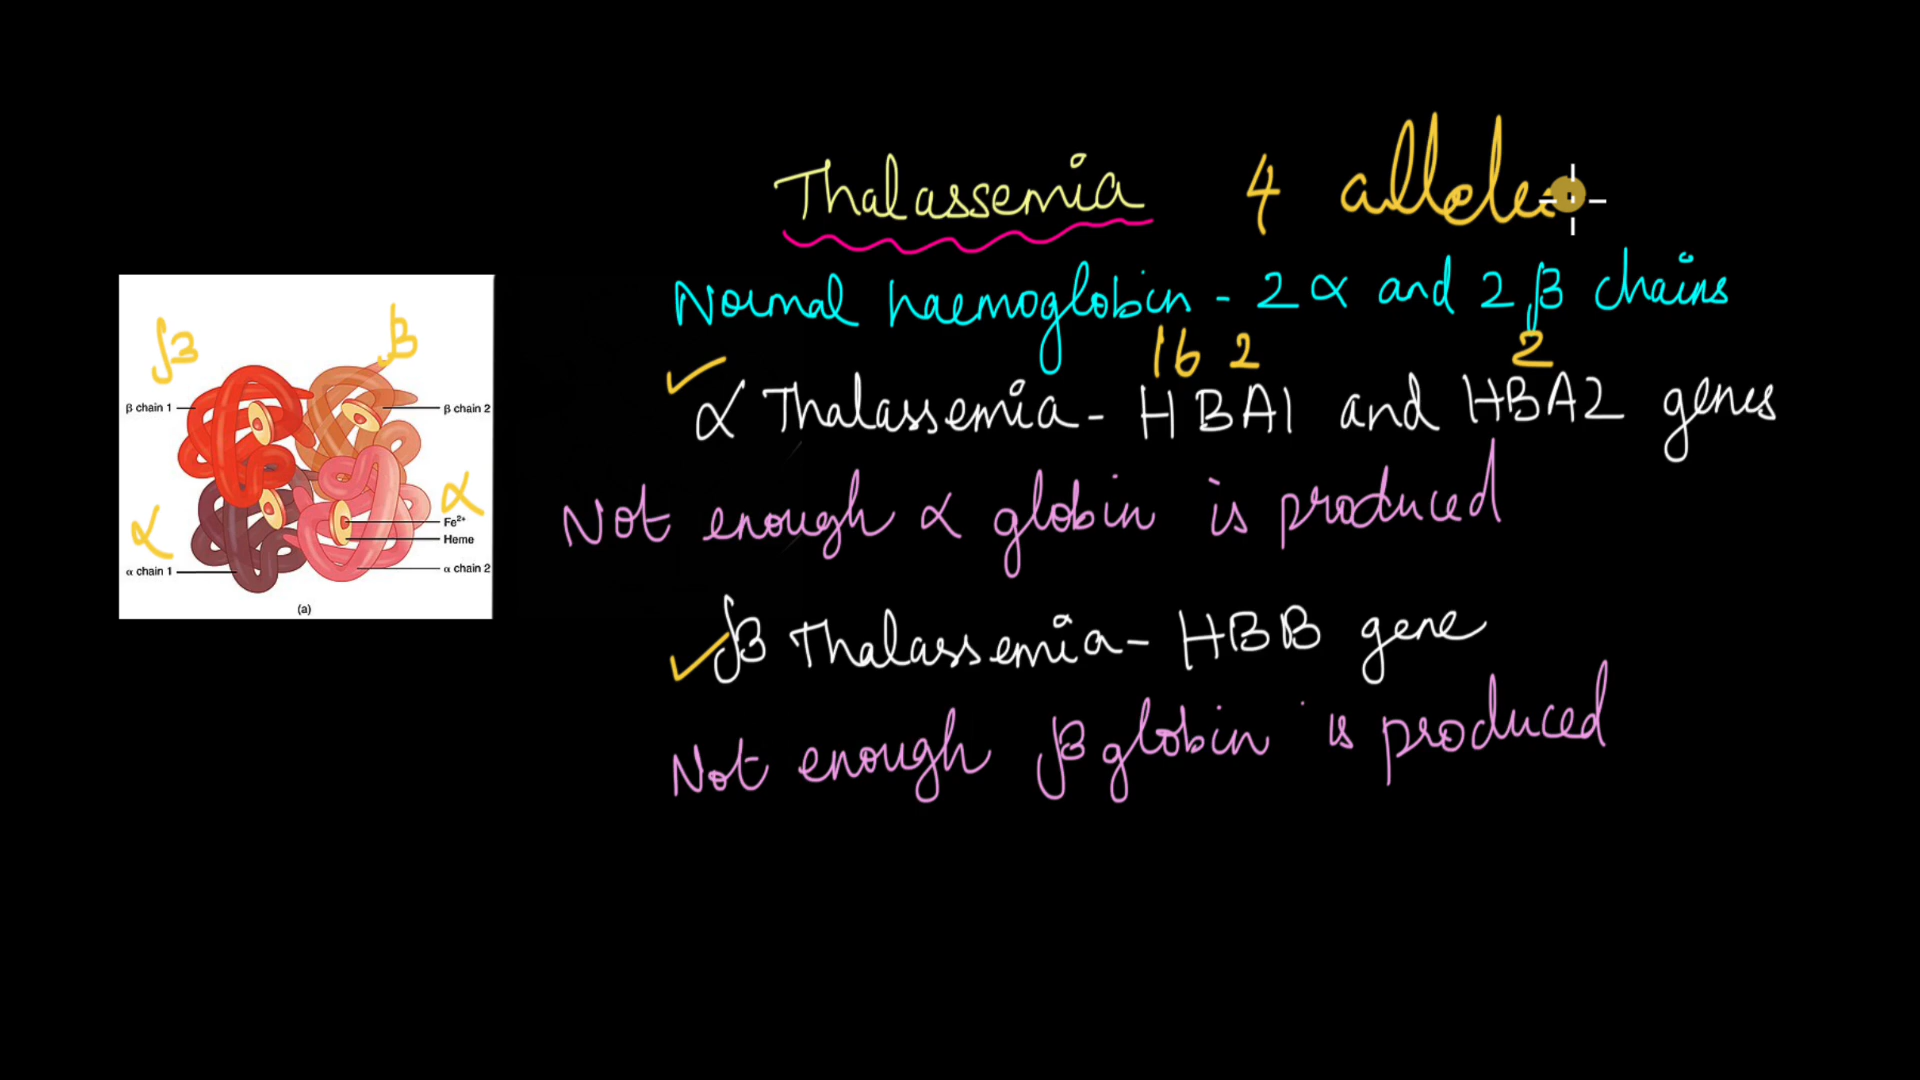 Thalassemia 4 alleles
Normal haemoglobin - 2 α and 2 β chains
16 2 2
α Thalassemia - HBA1 and HBA2 genes
Not enough α globin is produced
β Thalassemia - HBB gene
Not enough β globin is produced
β β
β chain 1 β chain 2
α α
Fe²⁺
Heme
α chain 1 α chain 2
(a)